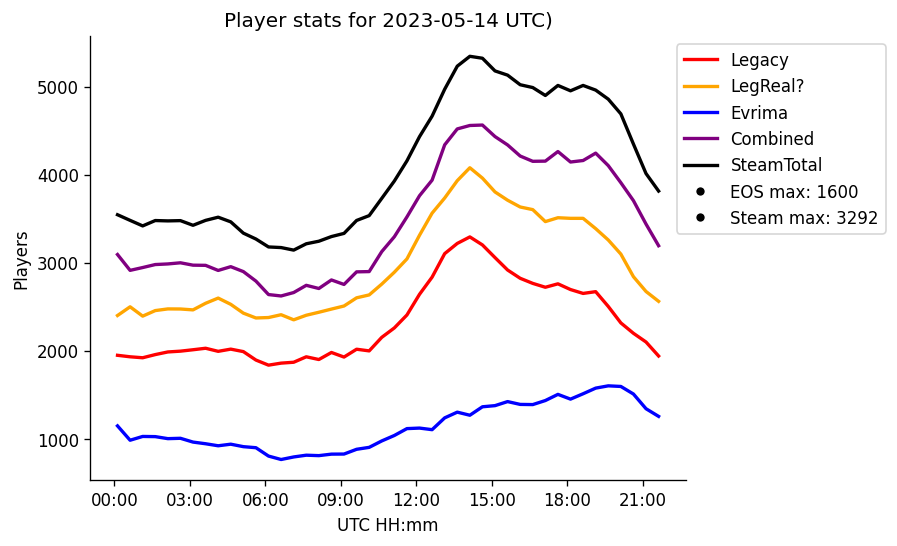 Player stats for 2023-05-14 UTC)
Legacy
LegReal?
Evrima
Combined
SteamTotal
EOS max: 1600
Steam max: 3292
Players
5000
4000
3000
2000
1000
00:00 03:00 06:00 09:00 12:00 15:00 18:00 21:00
UTC HH:mm